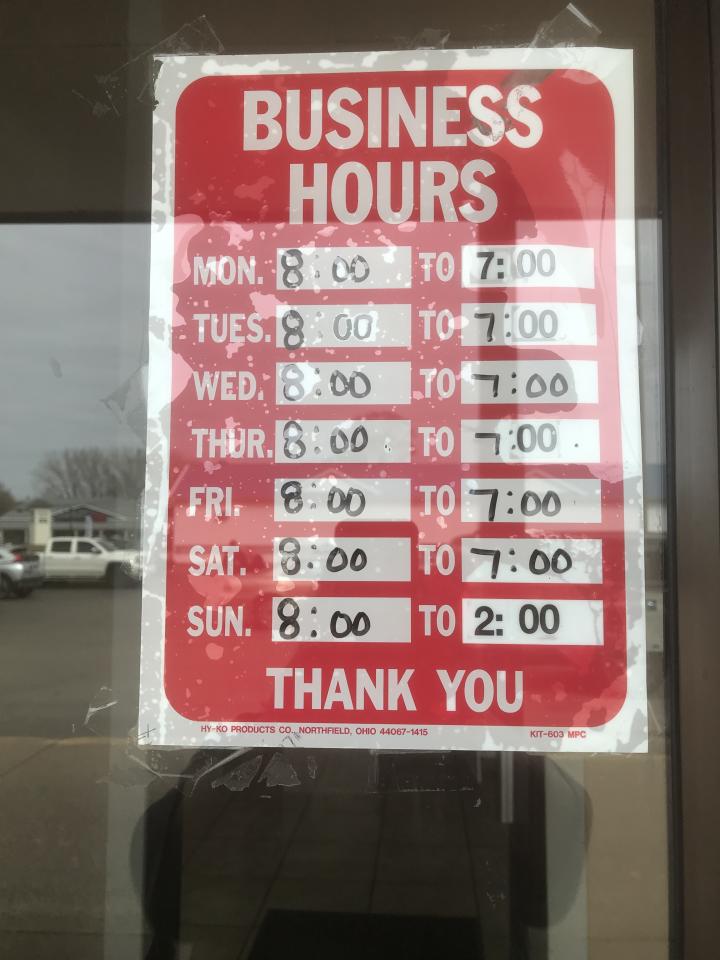 BUSINESS
HOURS
MON. 8:00 TO 7:00
TUES. 8:00 TO 7:00
WED. 8:00 TO 7:00
THUR. 8:00 TO 7:00
FRI. 8:00 TO 7:00
SAT. 8:00 TO 7:00
SUN. 8:00 TO 2:00
THANK YOU
HY-KO PRODUCTS CO., NORTHFIELD, OHIO 44067-1415 KIT-603 MPC